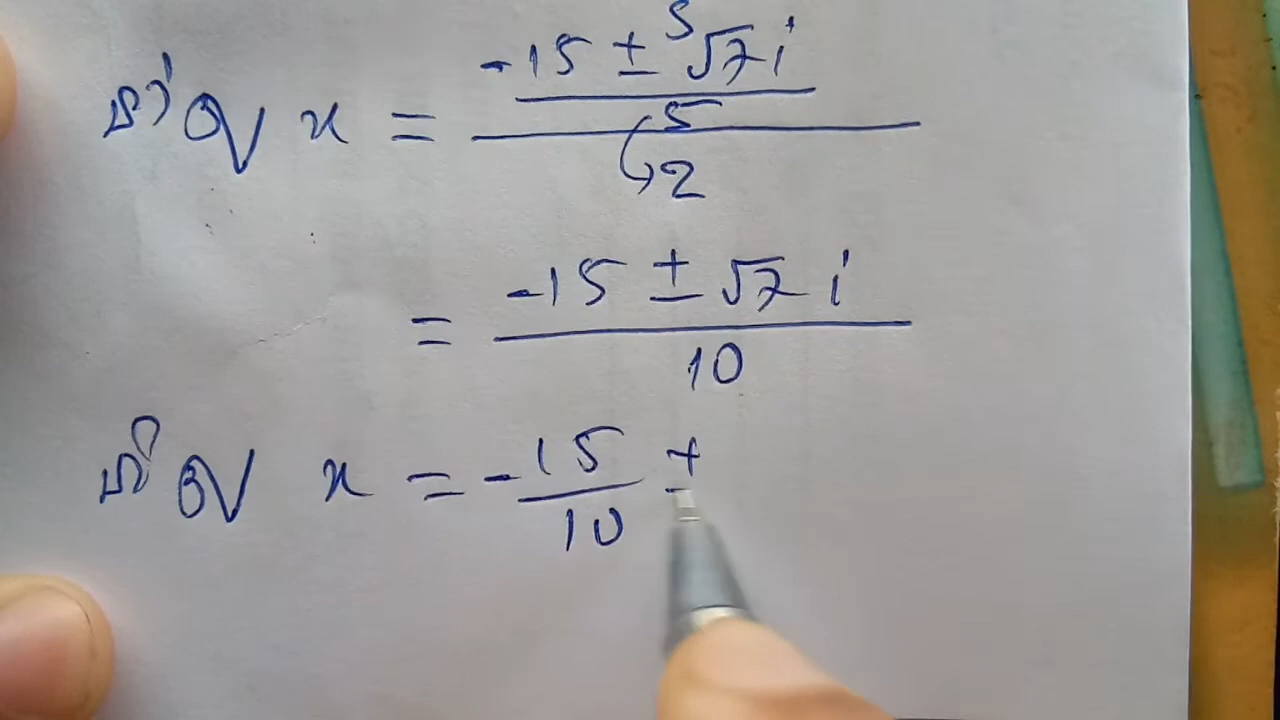 -15 ± ⁵√7 i
x = 5
2
= -15 ± √7 i
10
x = -15 ±
10